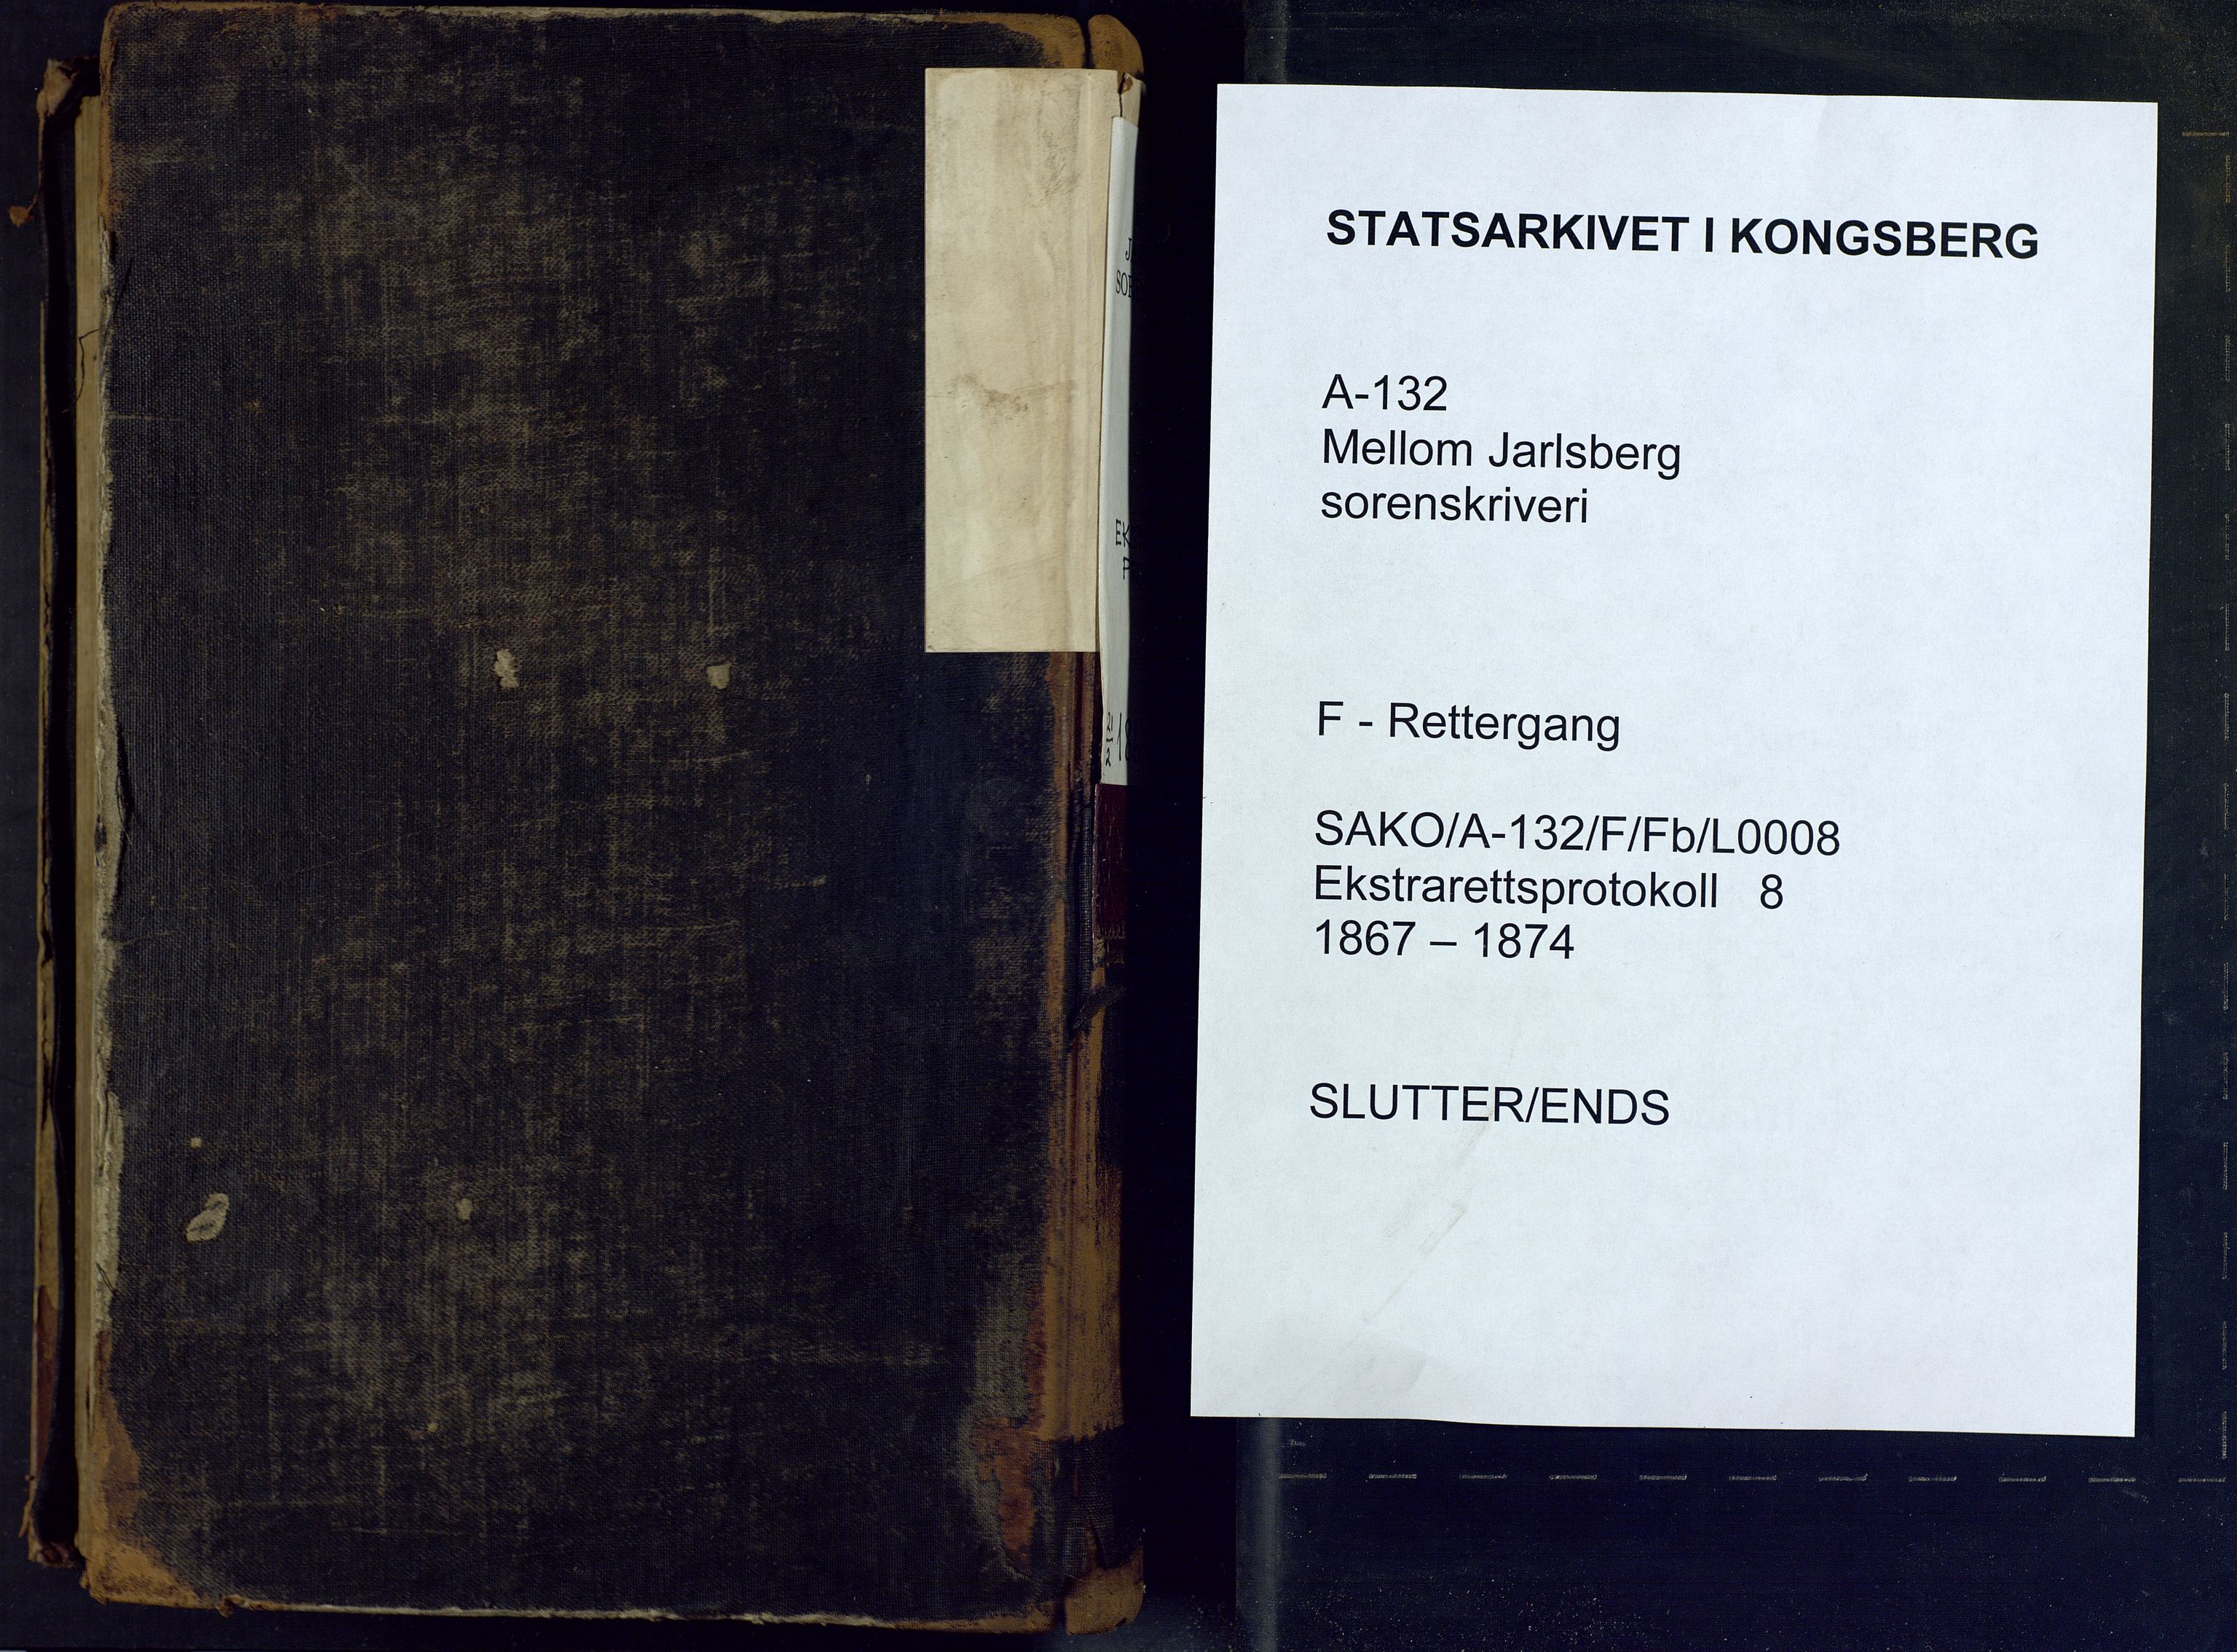 STATSARKIVET I KONGSBERG
A-132
Mellom Jarlsberg
sorenskriveri
F - Rettergang
SAKO/A-132/F/Fb/L0008
Ekstrarettsprotokoll 8
1867 – 1874
SLUTTER/ENDS